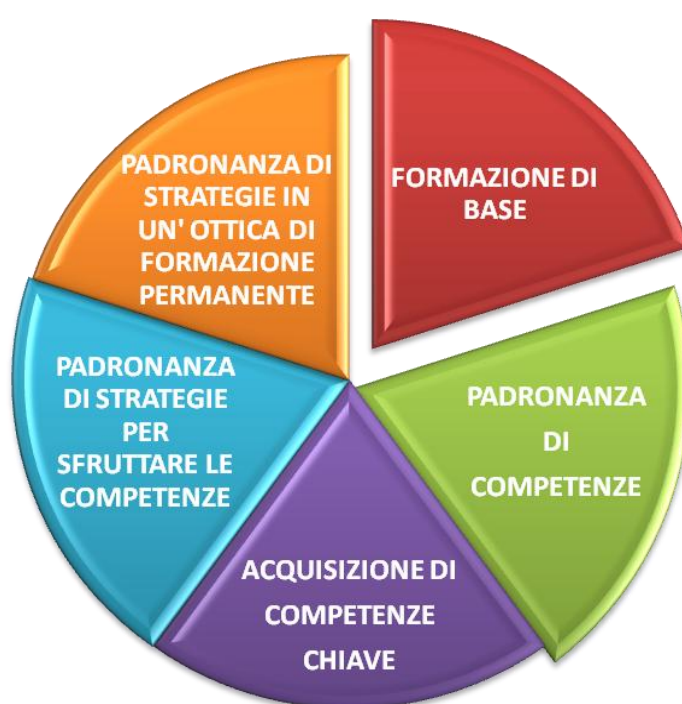 FORMAZIONE DI
BASE
PADRONANZA
DI
COMPETENZE
ACQUISIZIONE DI
COMPETENZE
CHIAVE
PADRONANZA
DI STRATEGIE
PER
SFRUTTARE LE
COMPETENZE
PADRONANZA DI
STRATEGIE IN
UN' OTTICA DI
FORMAZIONE
PERMANENTE